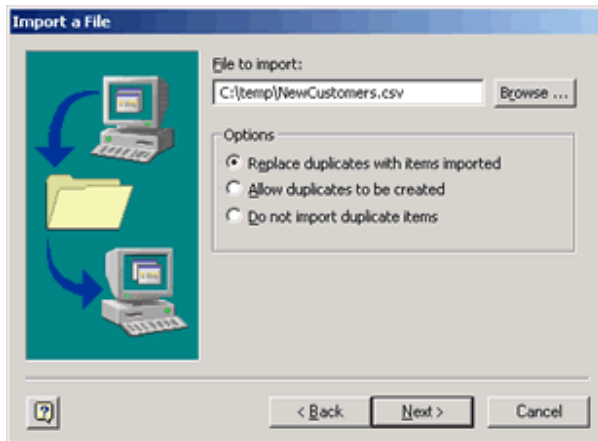 Import a File
File to import:
C:\temp\NewCustomers.csv
Browse ...
Options
Replace duplicates with items imported
Allow duplicates to be created
Do not import duplicate items
?
< Back
Next >
Cancel